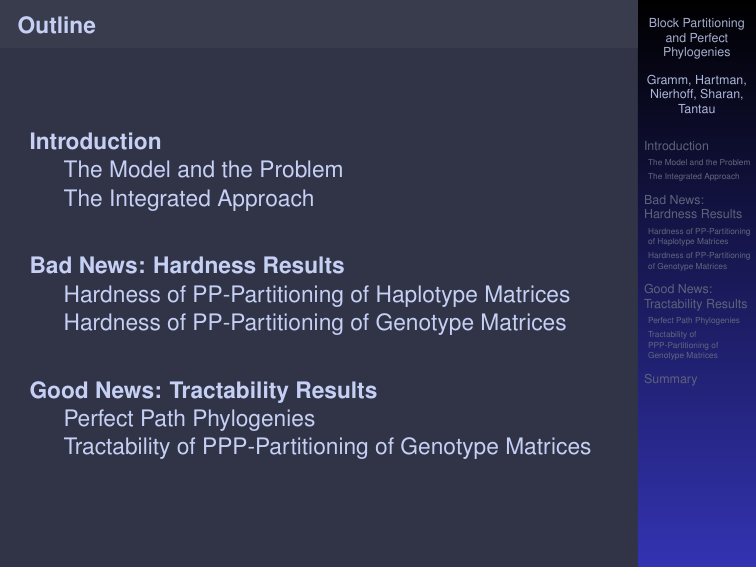 Outline
Introduction
The Model and the Problem
The Integrated Approach
Bad News: Hardness Results
Hardness of PP-Partitioning of Haplotype Matrices
Hardness of PP-Partitioning of Genotype Matrices
Good News: Tractability Results
Perfect Path Phylogenies
Tractability of PPP-Partitioning of Genotype Matrices
Block Partitioning
and Perfect
Phylogenies
Gramm, Hartman,
Nierhoff, Sharan,
Tantau
Introduction
The Model and the Problem
The Integrated Approach
Bad News:
Hardness Results
Hardness of PP-Partitioning
of Haplotype Matrices
Hardness of PP-Partitioning
of Genotype Matrices
Good News:
Tractability Results
Perfect Path Phylogenies
Tractability of
PPP-Partitioning of
Genotype Matrices
Summary